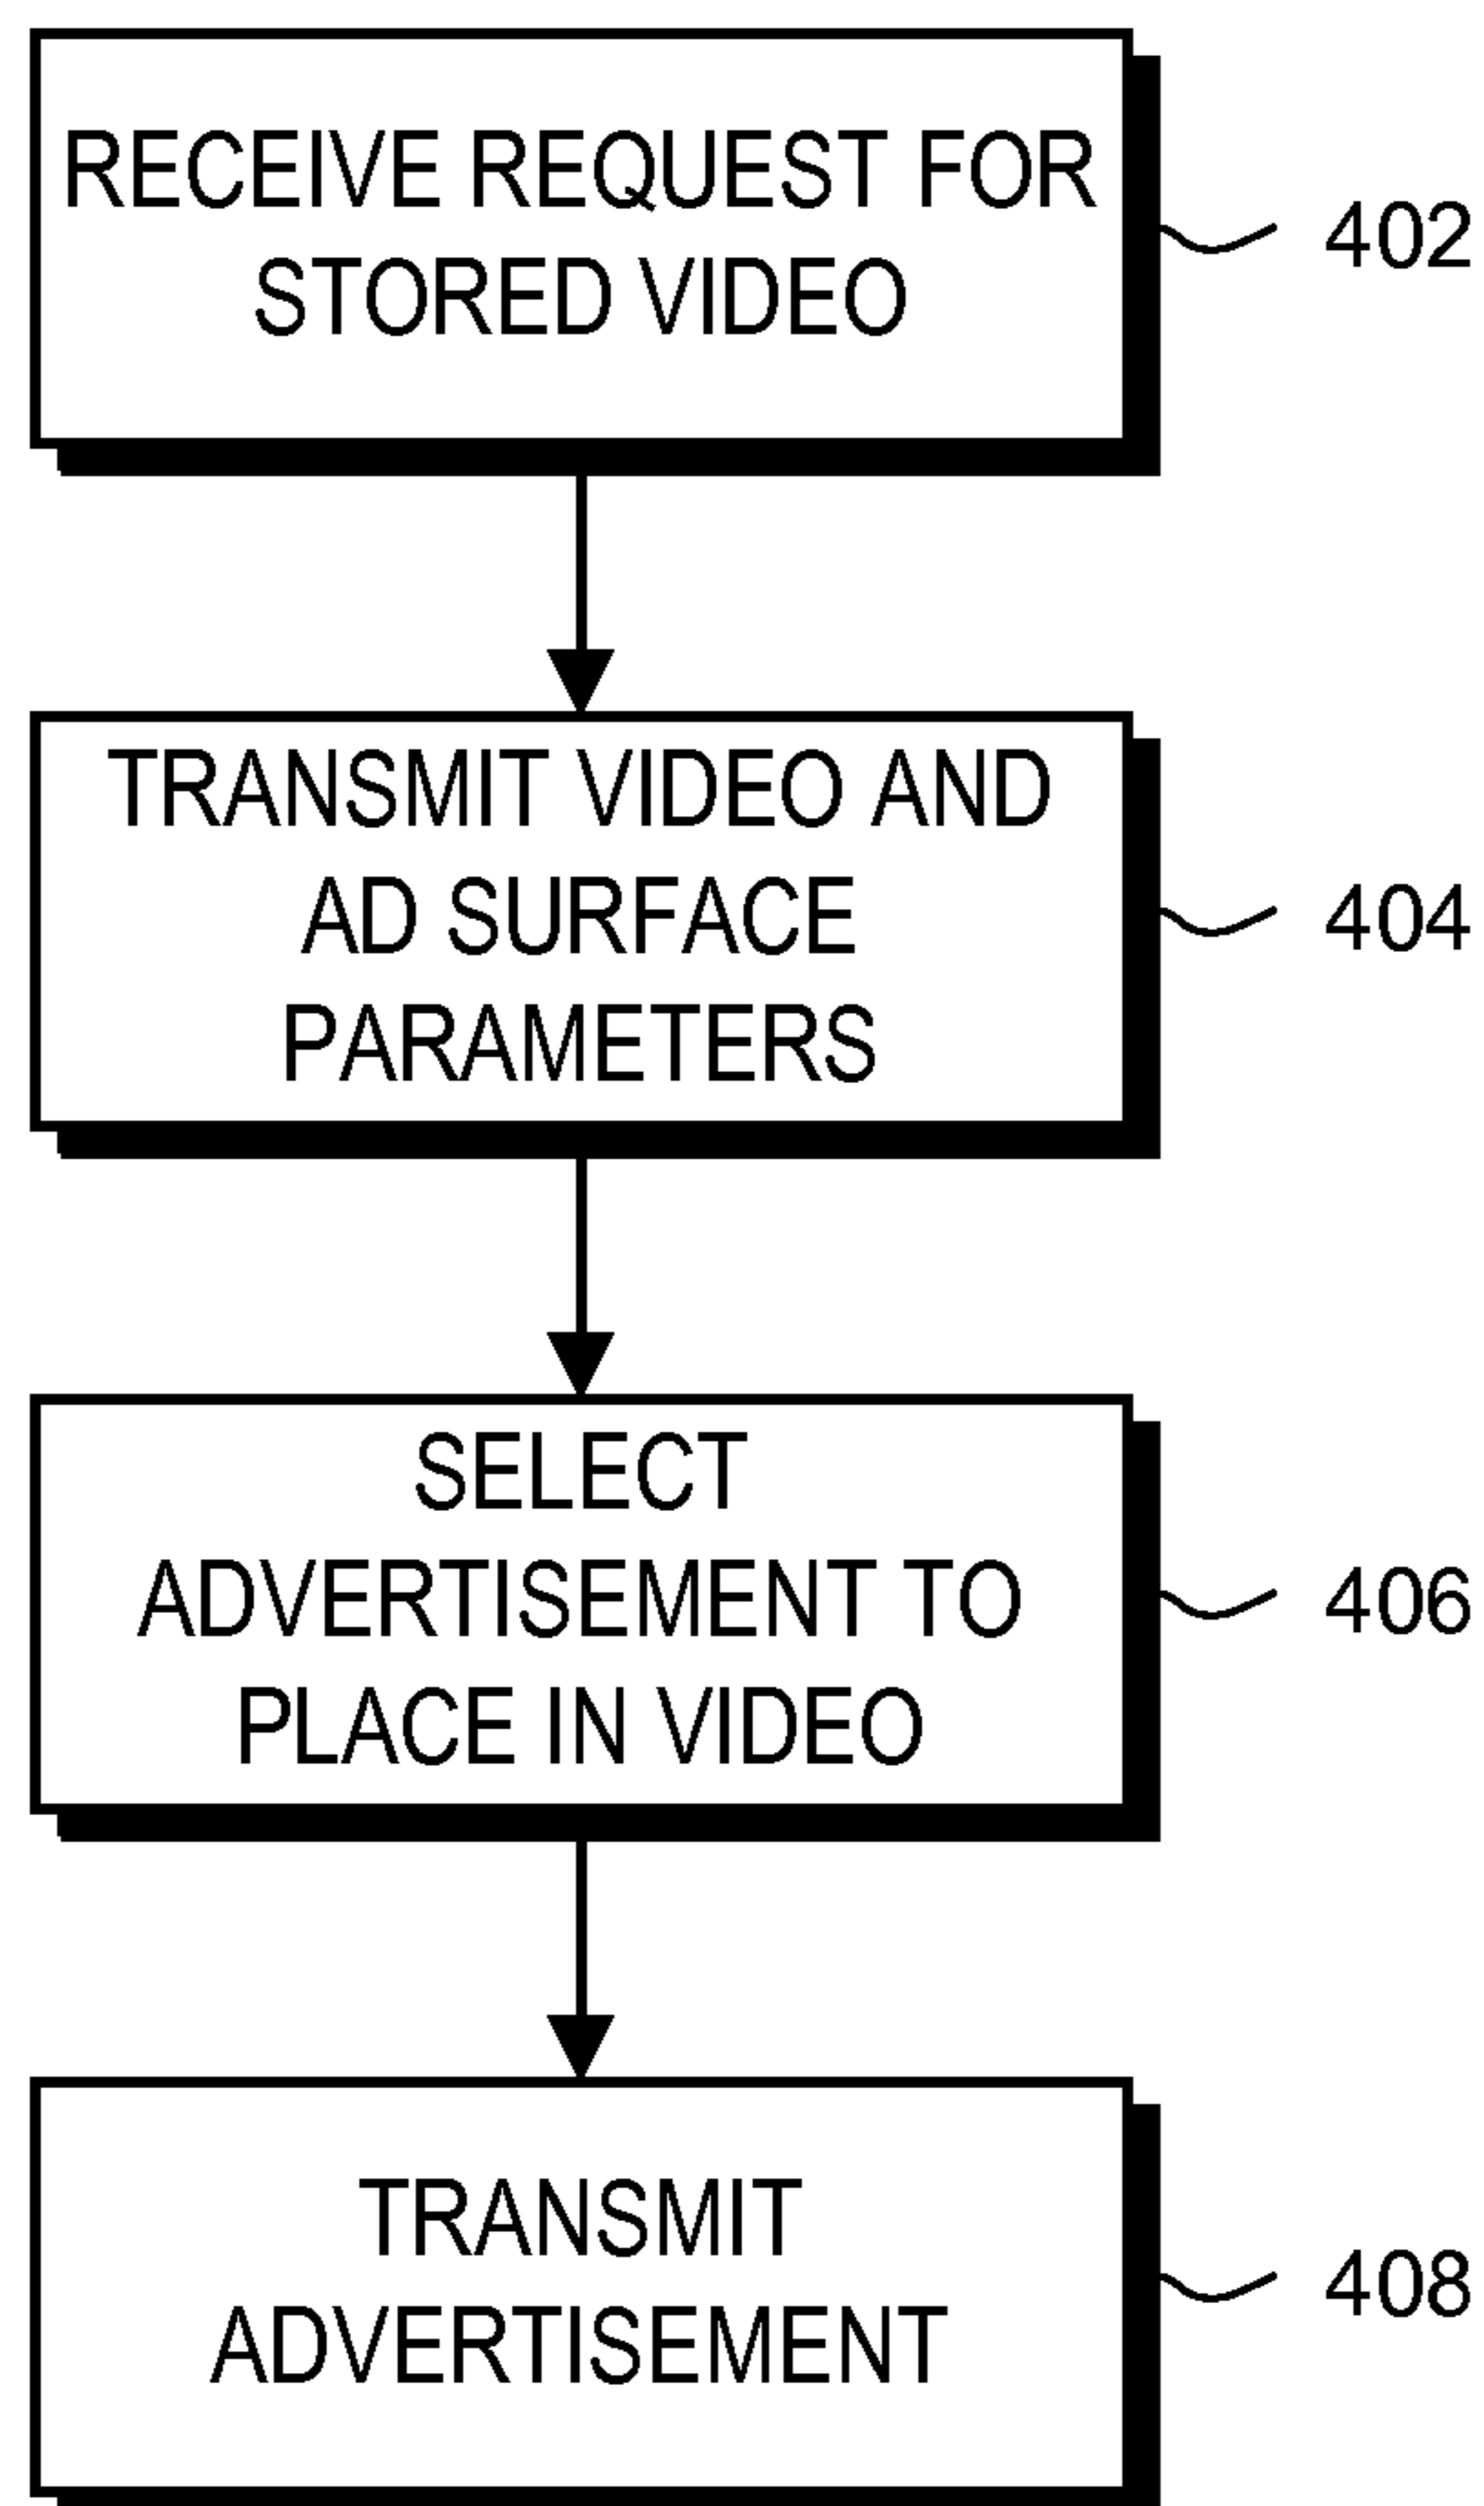 RECEIVE REQUEST FOR
STORED VIDEO
402
TRANSMIT VIDEO AND
AD SURFACE
PARAMETERS
404
SELECT
ADVERTISEMENT TO
PLACE IN VIDEO
406
TRANSMIT
ADVERTISEMENT
408